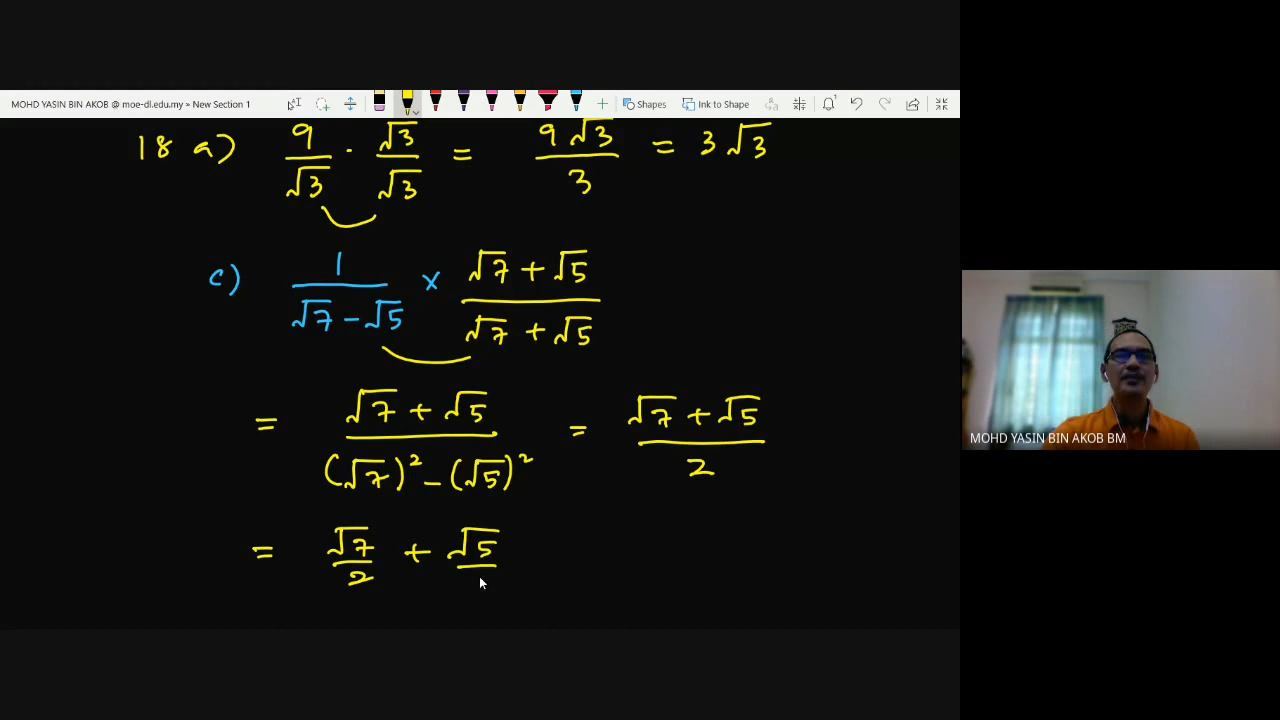 MOHD YASIN BIN AKOB @ moe-dl.edu.my » New Section 1
Shapes
Ink to Shape
18 a) 9/√3 · √3/√3 = 9√3/3 = 3√3
c) 1/(√7 − √5) × (√7 + √5)/(√7 + √5)
= (√7 + √5)/((√7)² − (√5)²) = (√7 + √5)/2
= √7/2 + √5/
MOHD YASIN BIN AKOB BM